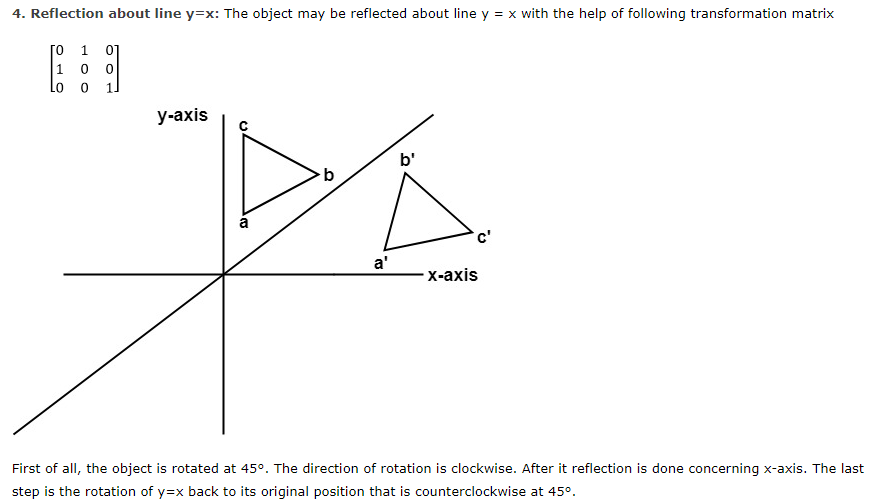 4. Reflection about line y=x: The object may be reflected about line y = x with the help of following transformation matrix
0 1 0
1 0 0
0 0 1
y-axis
c
b'
b
a
c'
a'
x-axis
First of all, the object is rotated at 45°. The direction of rotation is clockwise. After it reflection is done concerning x-axis. The last
step is the rotation of y=x back to its original position that is counterclockwise at 45°.